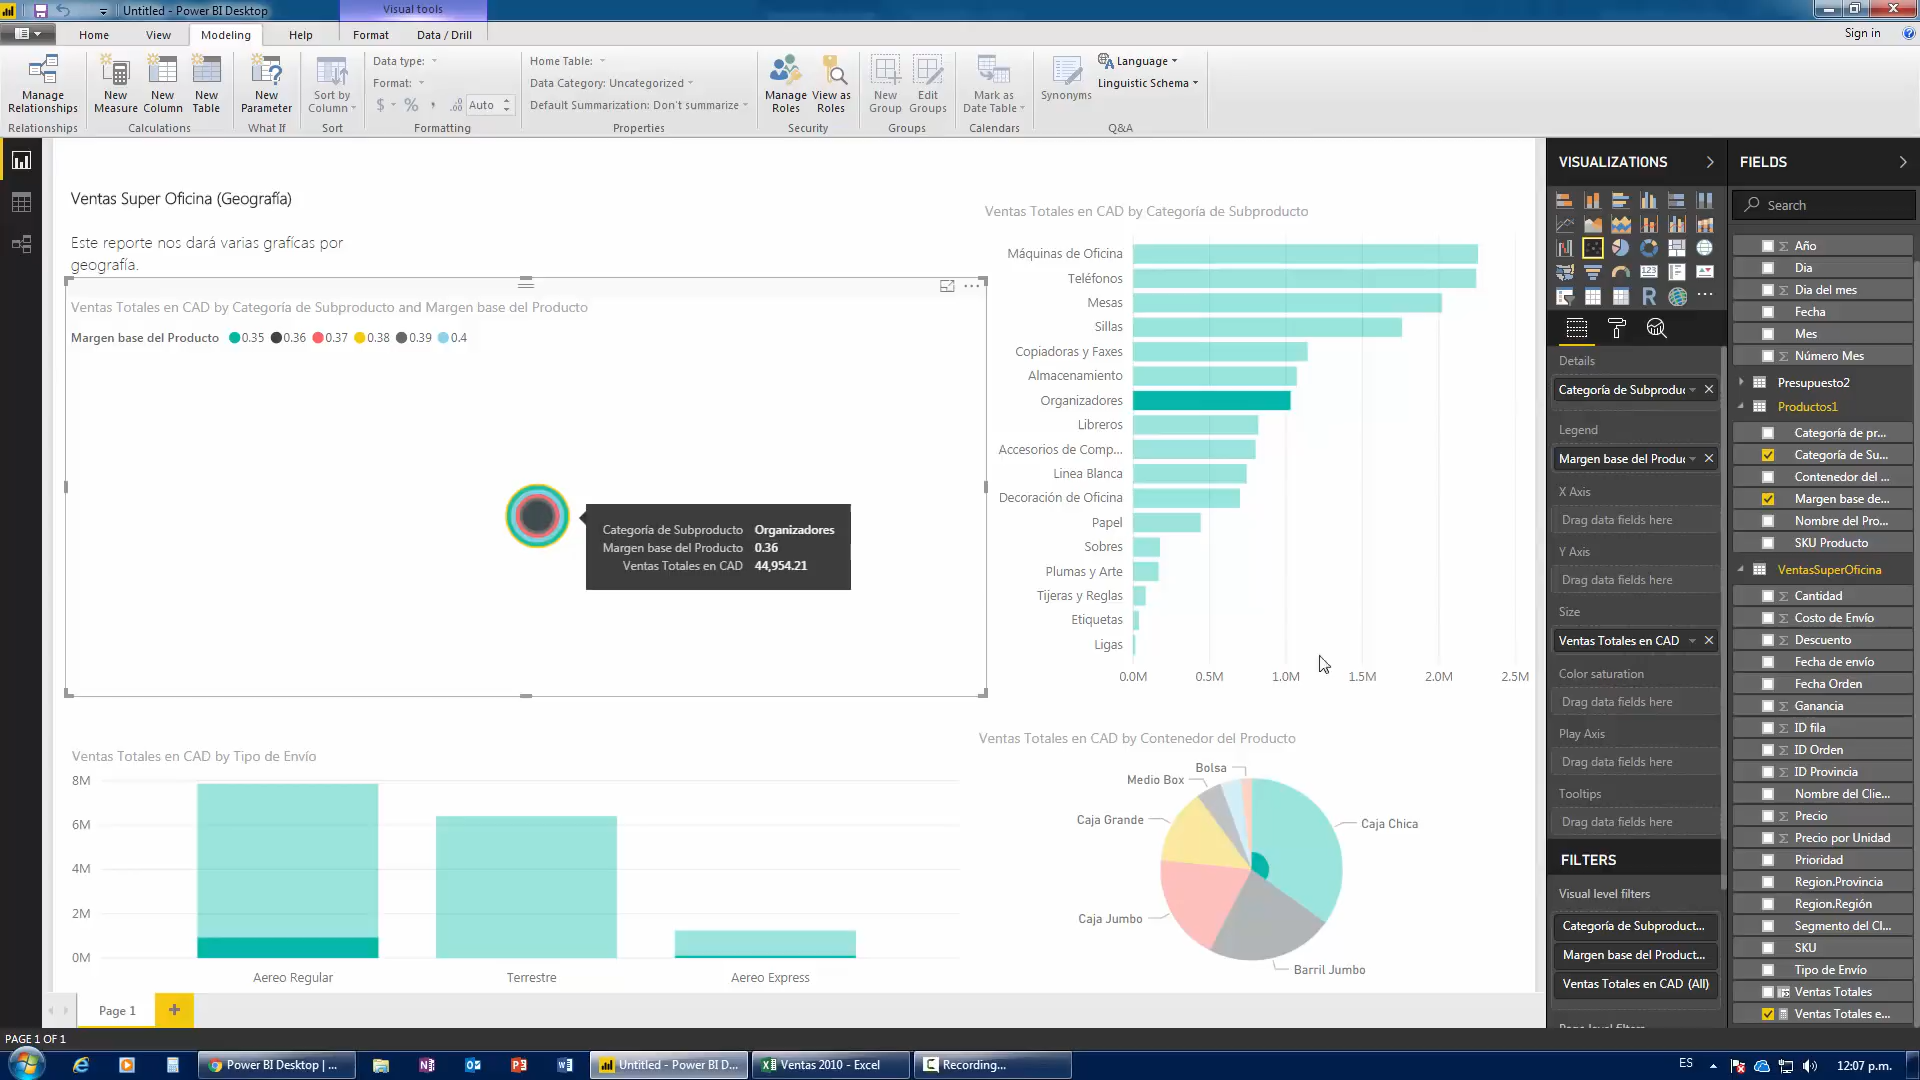 Untitled - Power BI Desktop
Visual tools
Home
View
Modeling
Help
Format
Data / Drill
Sign in
Manage Relationships
New Measure
New Column
New Table
New Parameter
Sort by Column
Data type:
Format:
$ % , Auto
Home Table:
Data Category: Uncategorized
Default Summarization: Don't summarize
Manage Roles
View as Roles
New Group
Edit Groups
Mark as Date Table
Synonyms
Language
Linguistic Schema
Relationships
Calculations
What If
Sort
Formatting
Properties
Security
Groups
Calendars
Q&A
Ventas Super Oficina (Geografía)
Este reporte nos dará varias grafícas por
geografía.
Ventas Totales en CAD by Categoría de Subproducto and Margen base del Producto
Margen base del Producto 0.35 0.36 0.37 0.38 0.39 0.4
Categoría de Subproducto Organizadores
Margen base del Producto 0.36
Ventas Totales en CAD 44,954.21
Ventas Totales en CAD by Categoría de Subproducto
Máquinas de Oficina
Teléfonos
Mesas
Sillas
Copiadoras y Faxes
Almacenamiento
Organizadores
Libreros
Accesorios de Comp...
Linea Blanca
Decoración de Oficina
Papel
Sobres
Plumas y Arte
Tijeras y Reglas
Etiquetas
Ligas
0.0M 0.5M 1.0M 1.5M 2.0M 2.5M
Ventas Totales en CAD by Tipo de Envío
8M
6M
4M
2M
0M
Aereo Regular
Terrestre
Aereo Express
Ventas Totales en CAD by Contenedor del Producto
Bolsa
Medio Box
Caja Grande
Caja Chica
Caja Jumbo
Barril Jumbo
VISUALIZATIONS
R
123
Details
Categoría de Subproduc
Legend
Margen base del Produc
X Axis
Drag data fields here
Y Axis
Drag data fields here
Size
Ventas Totales en CAD
Color saturation
Drag data fields here
Play Axis
Drag data fields here
Tooltips
Drag data fields here
FILTERS
Visual level filters
Categoría de Subproduct...
Margen base del Product...
Ventas Totales en CAD (All)
FIELDS
Search
Año
Dia
Dia del mes
Fecha
Mes
Número Mes
Presupuesto2
Productos1
Categoría de pr...
Categoría de Su...
Contenedor del ...
Margen base de...
Nombre del Pro...
SKU Producto
VentasSuperOficina
Cantidad
Costo de Envío
Descuento
Fecha de envío
Fecha Orden
Ganancia
ID fila
ID Orden
ID Provincia
Nombre del Clie...
Precio
Precio por Unidad
Prioridad
Region.Provincia
Region.Región
Segmento del Cl...
SKU
Tipo de Envío
Ventas Totales
Ventas Totales e...
Page 1
PAGE 1 OF 1
Power BI Desktop | ...
Untitled - Power BI D...
Ventas 2010 - Excel
Recording...
ES
12:07 p.m.